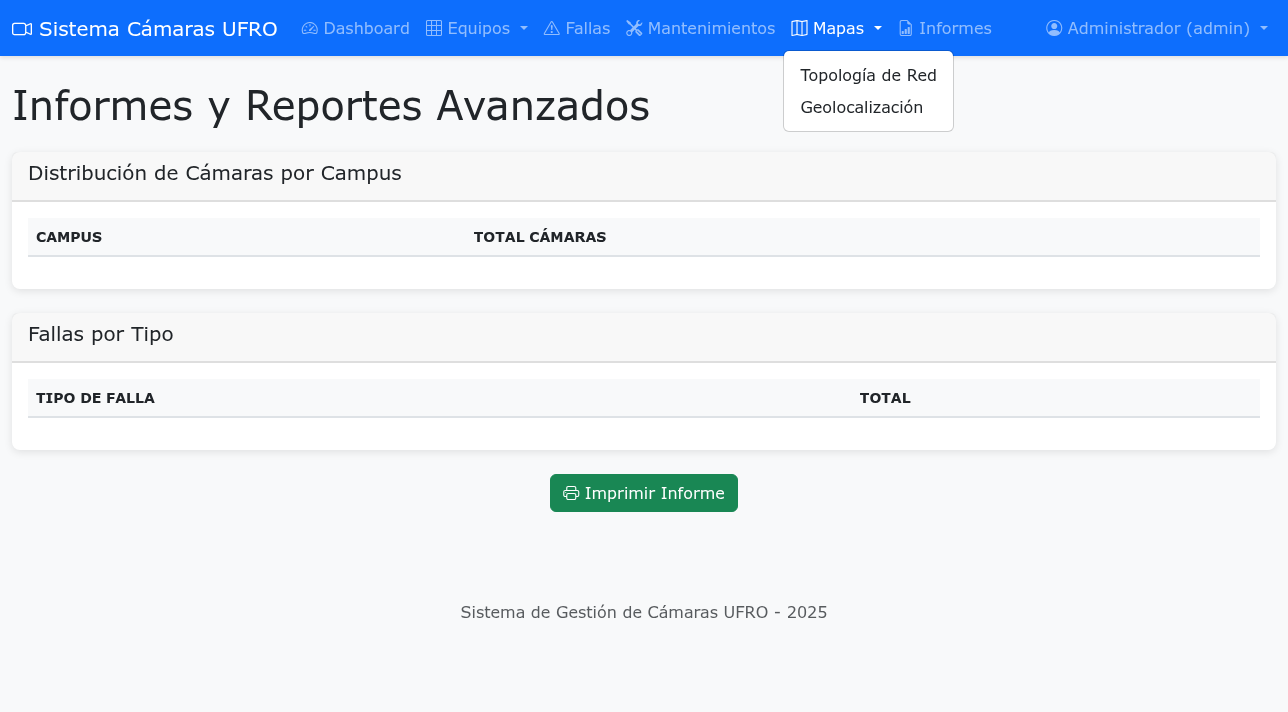 Sistema Cámaras UFRO
Dashboard
Equipos
Fallas
Mantenimientos
Mapas
Informes
Administrador (admin)
Topología de Red
Geolocalización
Informes y Reportes Avanzados
Distribución de Cámaras por Campus
CAMPUS TOTAL CÁMARAS
Fallas por Tipo
TIPO DE FALLA TOTAL
Imprimir Informe
Sistema de Gestión de Cámaras UFRO - 2025